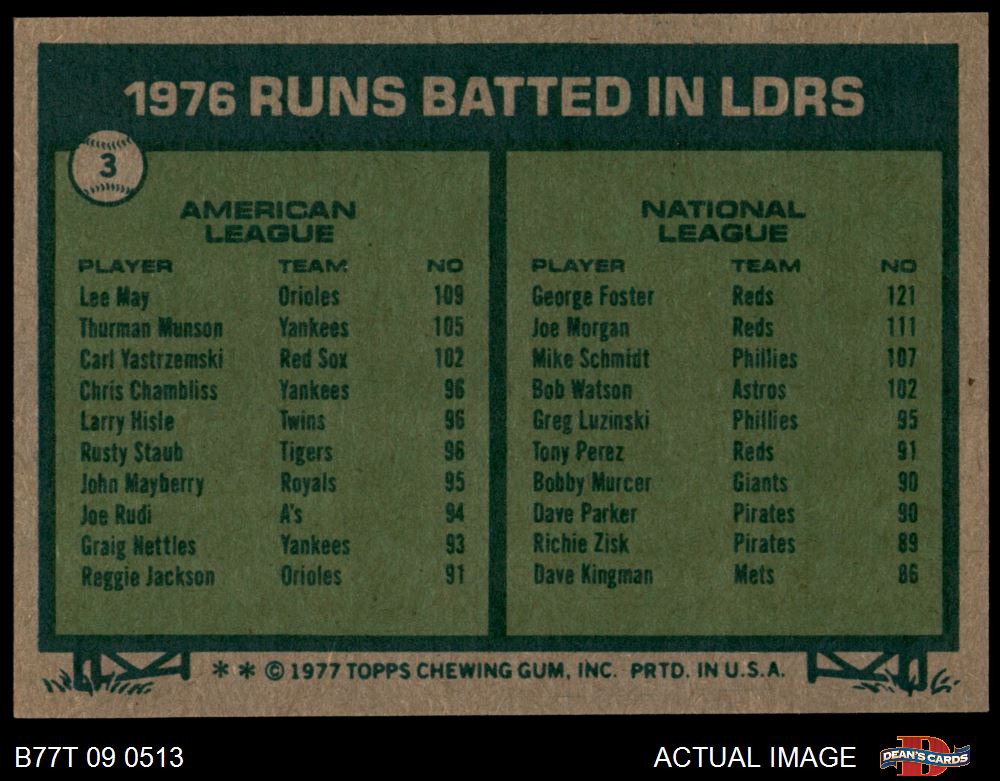 1976 RUNS BATTED IN LDRS
3
AMERICAN
LEAGUE
PLAYER TEAM NO
Lee May Orioles 109
Thurman Munson Yankees 105
Carl Yastrzemski Red Sox 102
Chris Chambliss Yankees 96
Larry Hisle Twins 96
Rusty Staub Tigers 96
John Mayberry Royals 95
Joe Rudi A's 94
Graig Nettles Yankees 93
Reggie Jackson Orioles 91
NATIONAL
LEAGUE
PLAYER TEAM NO
George Foster Reds 121
Joe Morgan Reds 111
Mike Schmidt Phillies 107
Bob Watson Astros 102
Greg Luzinski Phillies 95
Tony Perez Reds 91
Bobby Murcer Giants 90
Dave Parker Pirates 90
Richie Zisk Pirates 89
Dave Kingman Mets 86
* * © 1977 TOPPS CHEWING GUM, INC. PRTD. IN U.S.A.
B77T 09 0513 ACTUAL IMAGE
DEAN'S CARDS